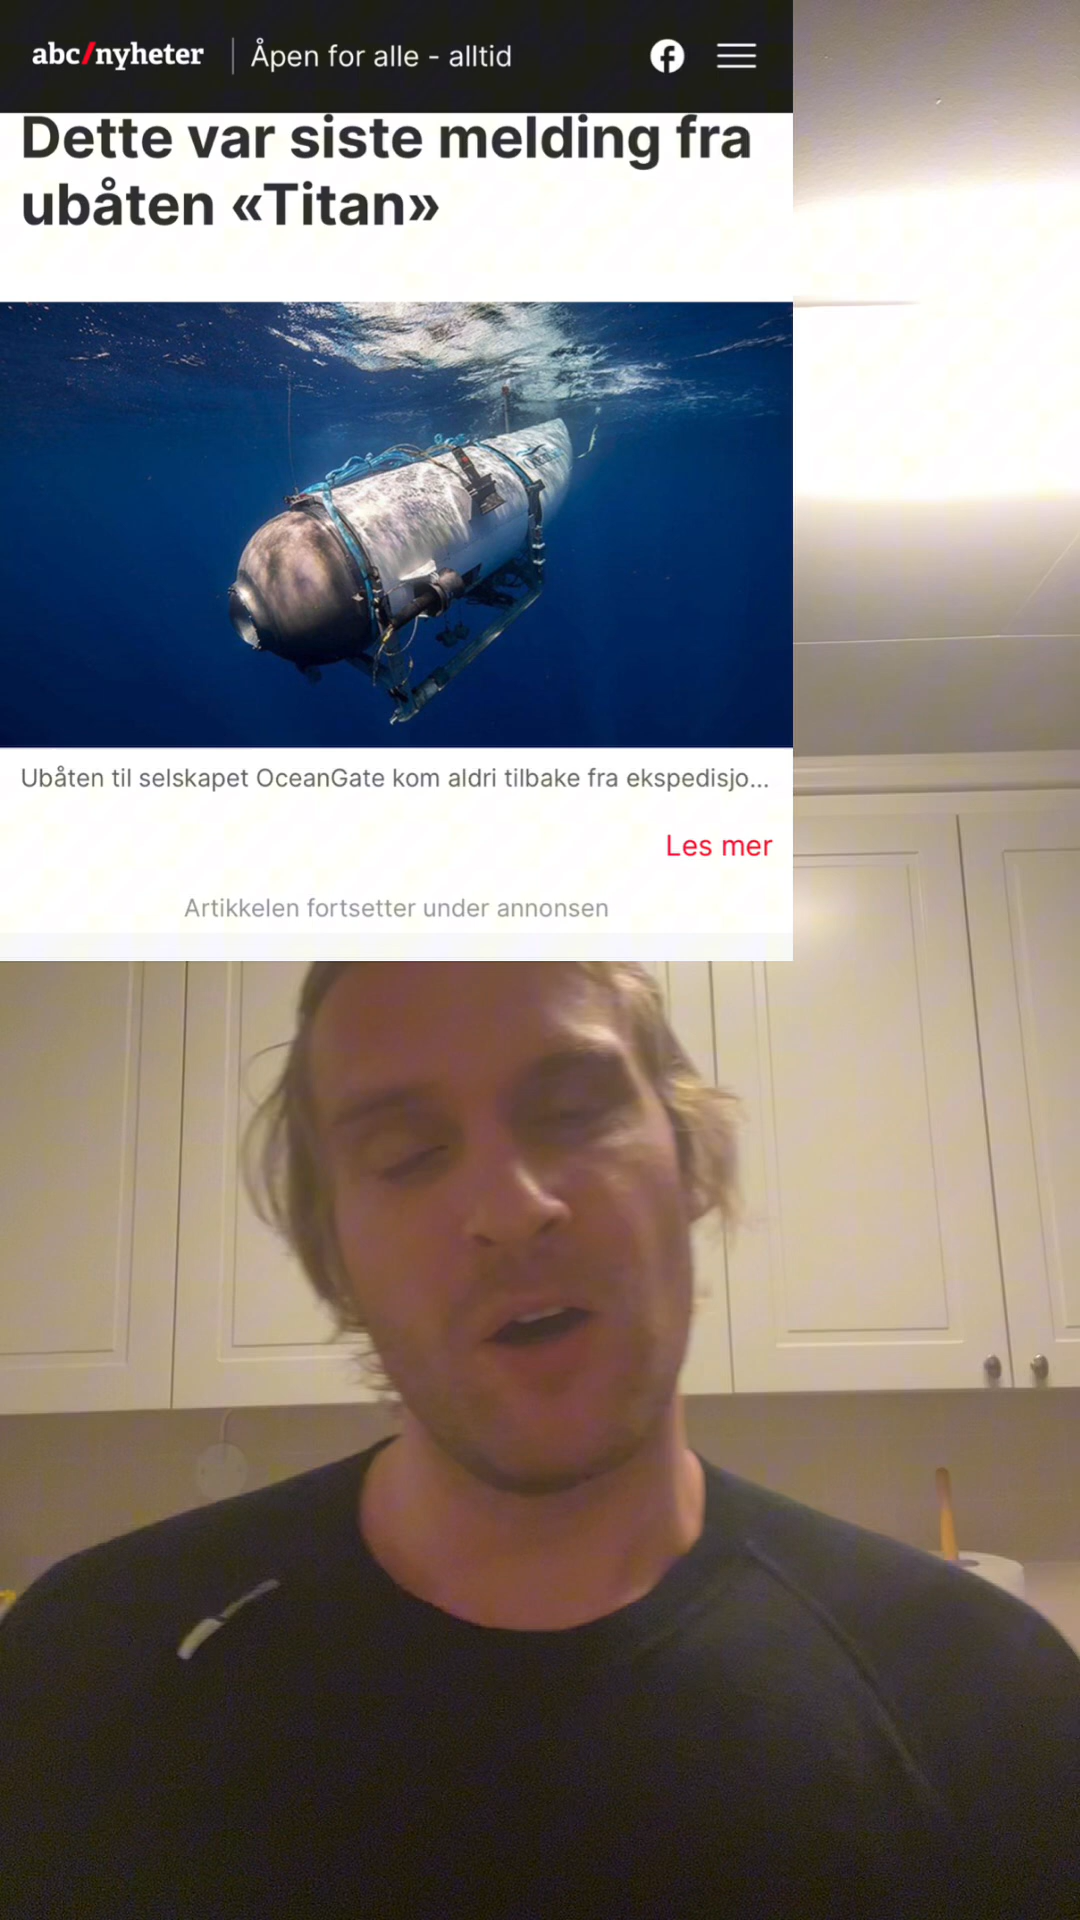 abc/nyheter | Åpen for alle - alltid
Dette var siste melding fra
ubåten «Titan»
Ubåten til selskapet OceanGate kom aldri tilbake fra ekspedisjo...
Les mer
Artikkelen fortsetter under annonsen